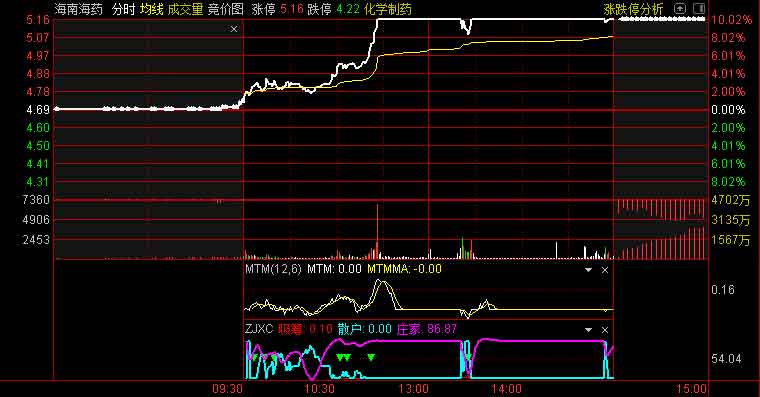 海南海药 分时 均线 成交量 竞价图 涨停 5.16 跌停 4.22 化学制药 涨跌停分析
5.16 10.02%
5.07 8.02%
4.97 6.01%
4.88 4.01%
4.78 2.00%
4.69 0.00%
4.60 2.00%
4.50 4.01%
4.41 6.01%
4.31 8.02%
7360 4702万
4906 3135万
2453 1567万
MTM(12,6) MTM: 0.00 MTMMA: -0.00
0.16
ZJXC 吸筹: 0.10 散户: 0.00 庄家: 86.87
54.04
09:30 10:30 13:00 14:00 15:00